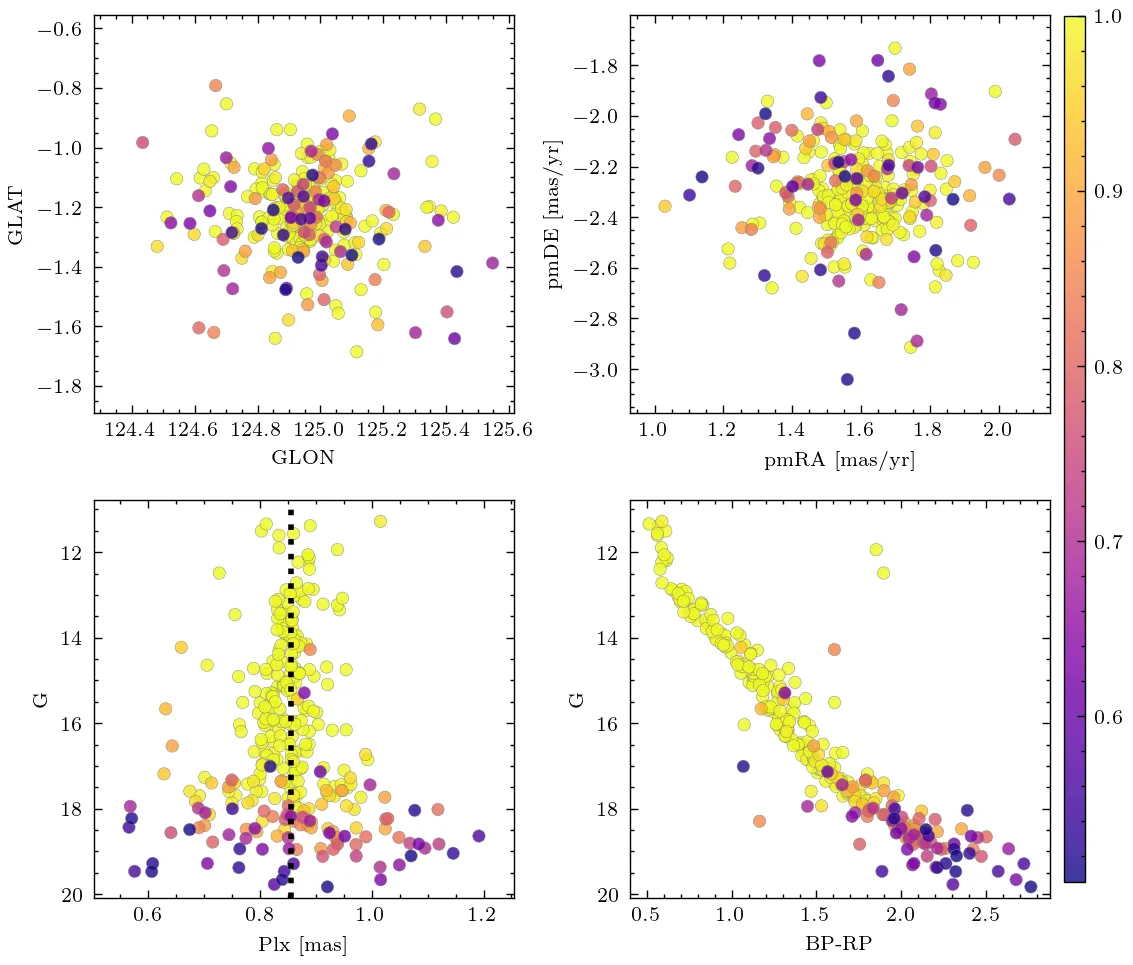 −0.6
−0.8
−1.0
−1.2
−1.4
−1.6
−1.8
GLAT
124.4 124.6 124.8 125.0 125.2 125.4 125.6
GLON
−1.8
−2.0
−2.2
−2.4
−2.6
−2.8
−3.0
pmDE [mas/yr]
1.0 1.2 1.4 1.6 1.8 2.0
pmRA [mas/yr]
1.0
0.9
0.8
0.7
0.6
12
14
16
18
20
G
0.6 0.8 1.0 1.2
Plx [mas]
12
14
16
18
20
G
0.5 1.0 1.5 2.0 2.5
BP-RP